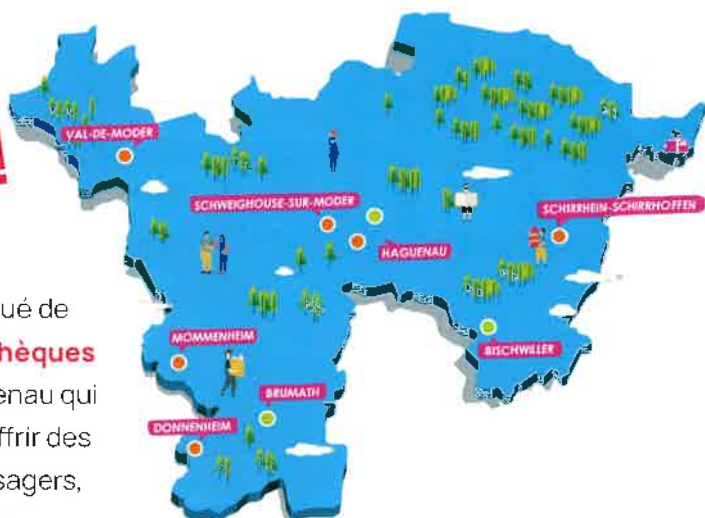 VAL-DE-MODER
SCHWEIGHOUSE-SUR-MODER
SCHIRRHEIN-SCHIRRHOFFEN
HAGUENAU
MOMMENHEIM
BISCHWILLER
BRUMATH
DONNENHEIM
ué de
hèques
enau qui
ffrir des
sagers,